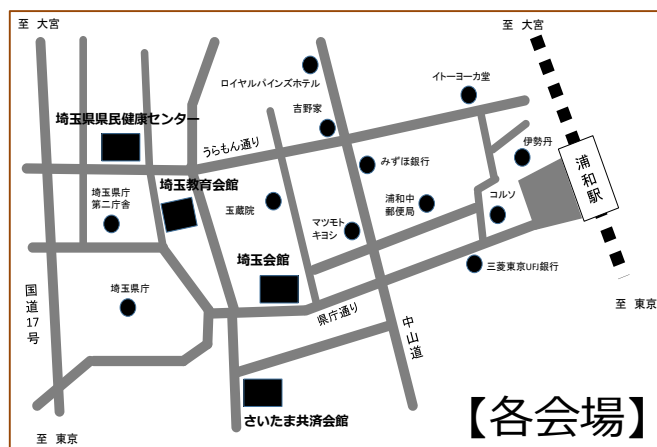 至 大宮
至 大宮
ロイヤルパインズホテル
イトーヨーカ堂
吉野家
埼玉県県民健康センター
うらもん通り
伊勢丹
みずほ銀行
浦和駅
埼玉教育会館
埼玉県庁
第二庁舎
玉蔵院
浦和中
郵便局
コルソ
マツモト
キヨシ
埼玉会館
三菱東京UFJ銀行
国道17号
埼玉県庁
県庁通り
中山道
至 東京
さいたま共済会館
【各会場】
至 東京